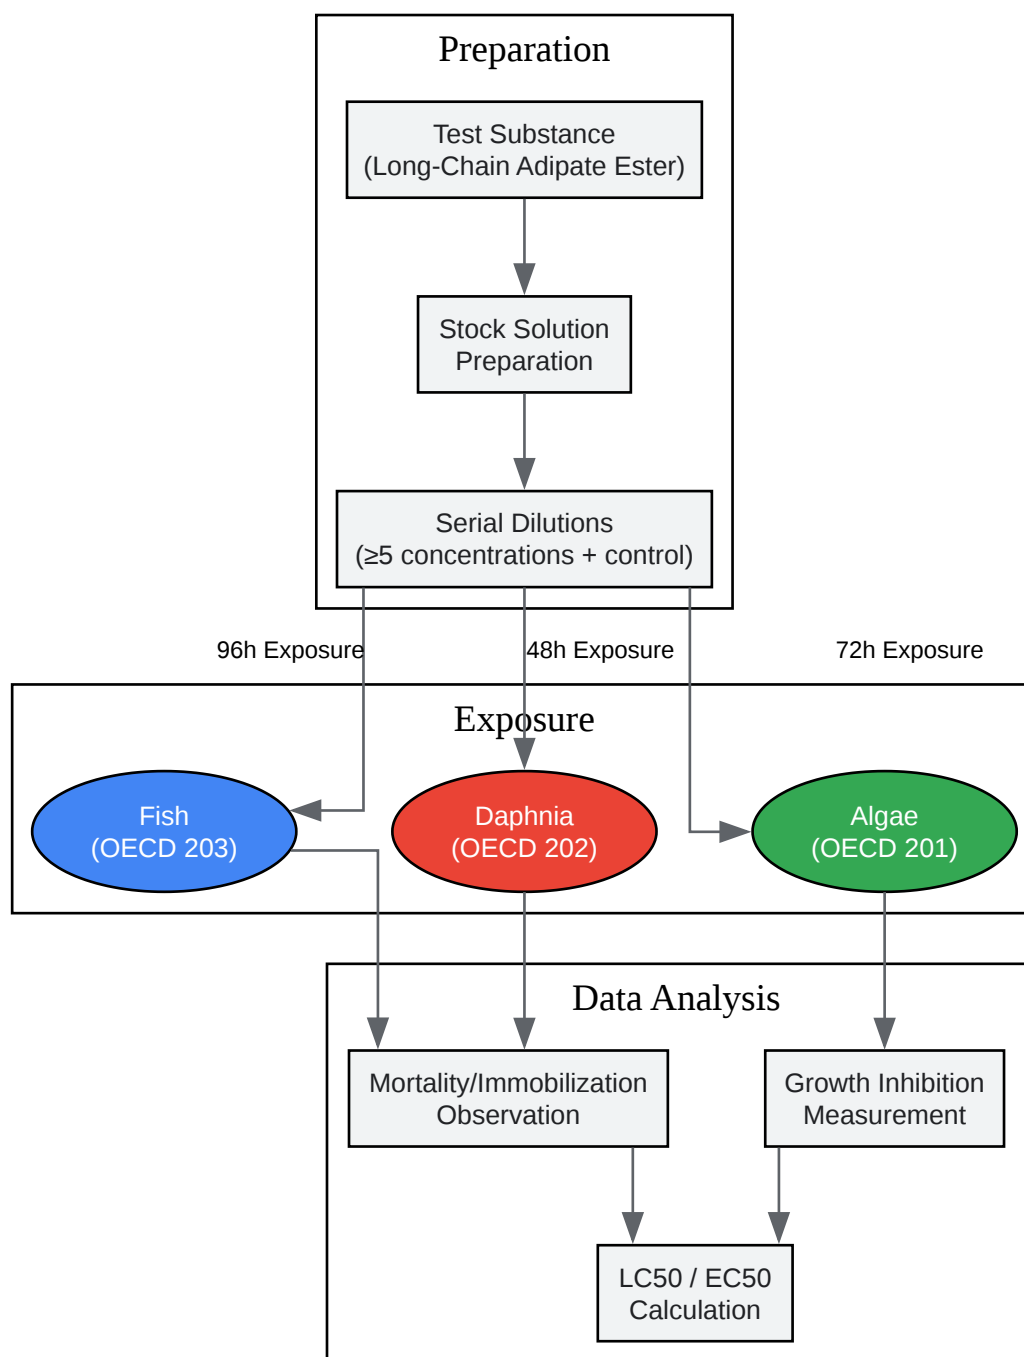 Preparation
Test Substance
(Long-Chain Adipate Ester)
Stock Solution
Preparation
Serial Dilutions
(≥5 concentrations + control)
96h Exposure
48h Exposure
72h Exposure
Exposure
Fish
(OECD 203)
Daphnia
(OECD 202)
Algae
(OECD 201)
Data Analysis
Mortality/Immobilization
Observation
Growth Inhibition
Measurement
LC50 / EC50
Calculation